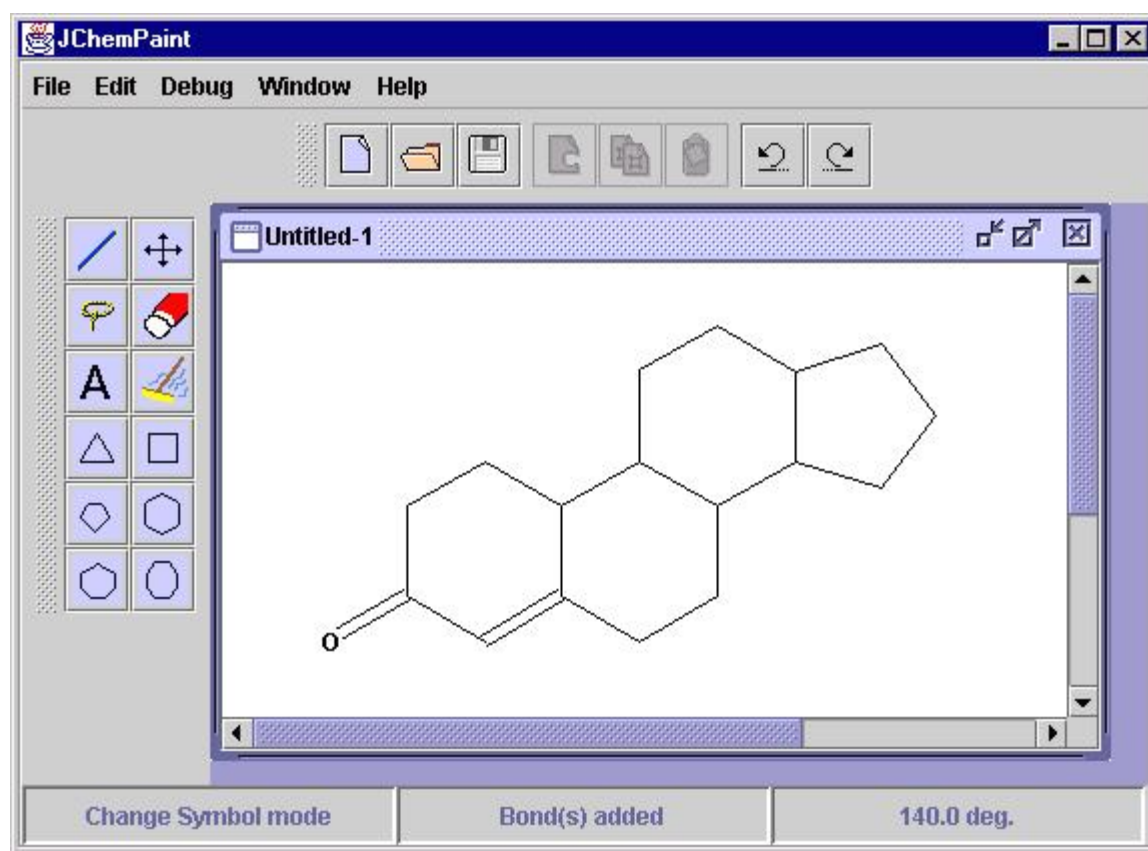 JChemPaint
File Edit Debug Window Help
Untitled-1
A
O
Change Symbol mode Bond(s) added 140.0 deg.